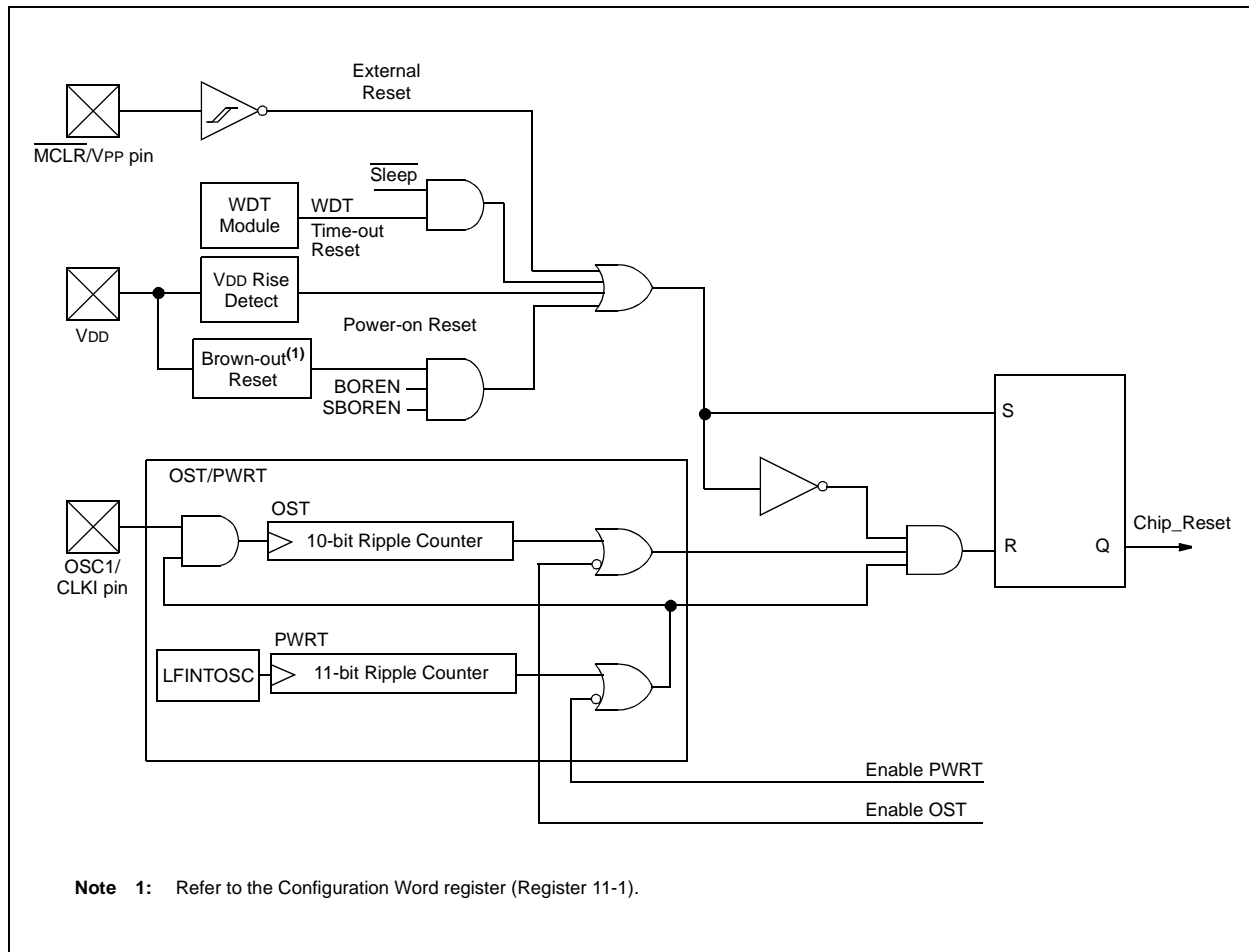 External
Reset
MCLR/VPP pin
Sleep
WDT
Module
WDT
Time-out
Reset
VDD Rise
Detect
VDD
Power-on Reset
Brown-out(1)
Reset
BOREN
SBOREN
S
OST/PWRT
OST
10-bit Ripple Counter
OSC1/
CLKI pin
Chip_Reset
R
Q
PWRT
LFINTOSC
11-bit Ripple Counter
Enable PWRT
Enable OST
Note 1: Refer to the Configuration Word register (Register 11-1).